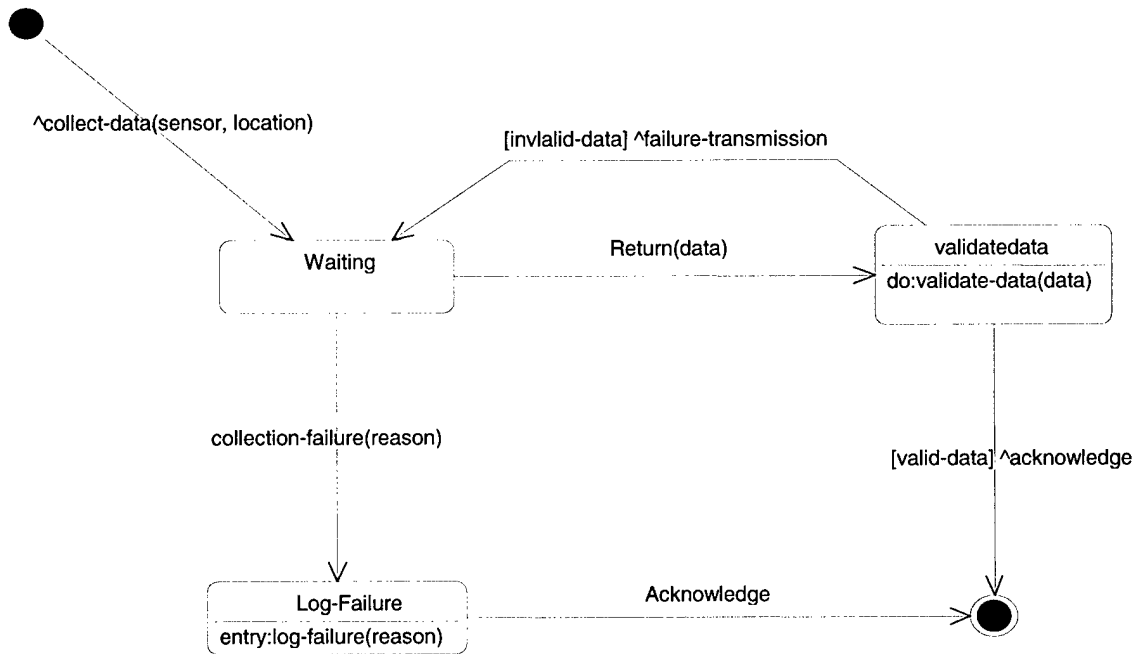 ^collect-data(sensor, location)
[invlalid-data] ^failure-transmission
Waiting
Return(data)
validatedata
do:validate-data(data)
collection-failure(reason)
[valid-data] ^acknowledge
Log-Failure
entry:log-failure(reason)
Acknowledge